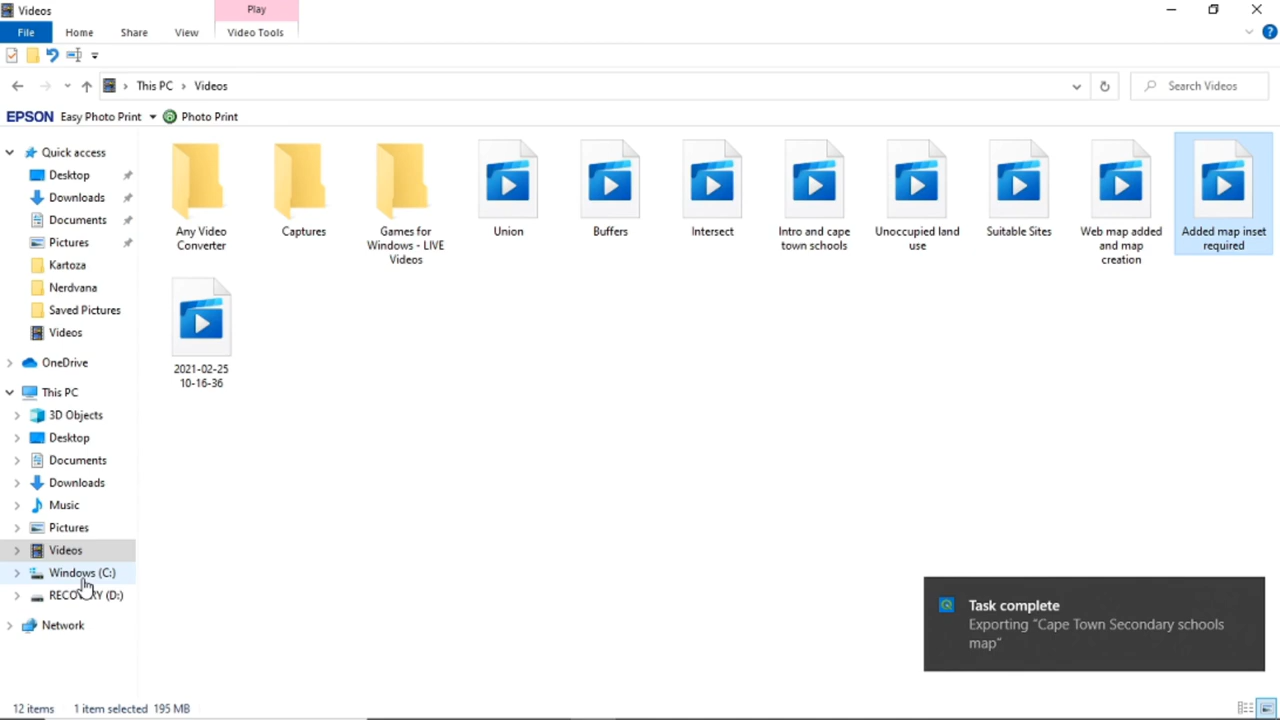 Videos
Play
File
Home
Share
View
Video Tools
This PC
Videos
Search Videos
EPSON
Easy Photo Print
Photo Print
Quick access
Desktop
Downloads
Documents
Pictures
Kartoza
Nerdvana
Saved Pictures
Videos
OneDrive
This PC
3D Objects
Desktop
Documents
Downloads
Music
Pictures
Videos
Windows (C:)
RECOVERY (D:)
Network
Any Video
Converter
Captures
Games for
Windows - LIVE
Videos
Union
Buffers
Intersect
Intro and cape
town schools
Unoccupied land
use
Suitable Sites
Web map added
and map
creation
Added map inset
required
2021-02-25
10-16-36
Task complete
Exporting "Cape Town Secondary schools
map"
12 items
1 item selected 195 MB